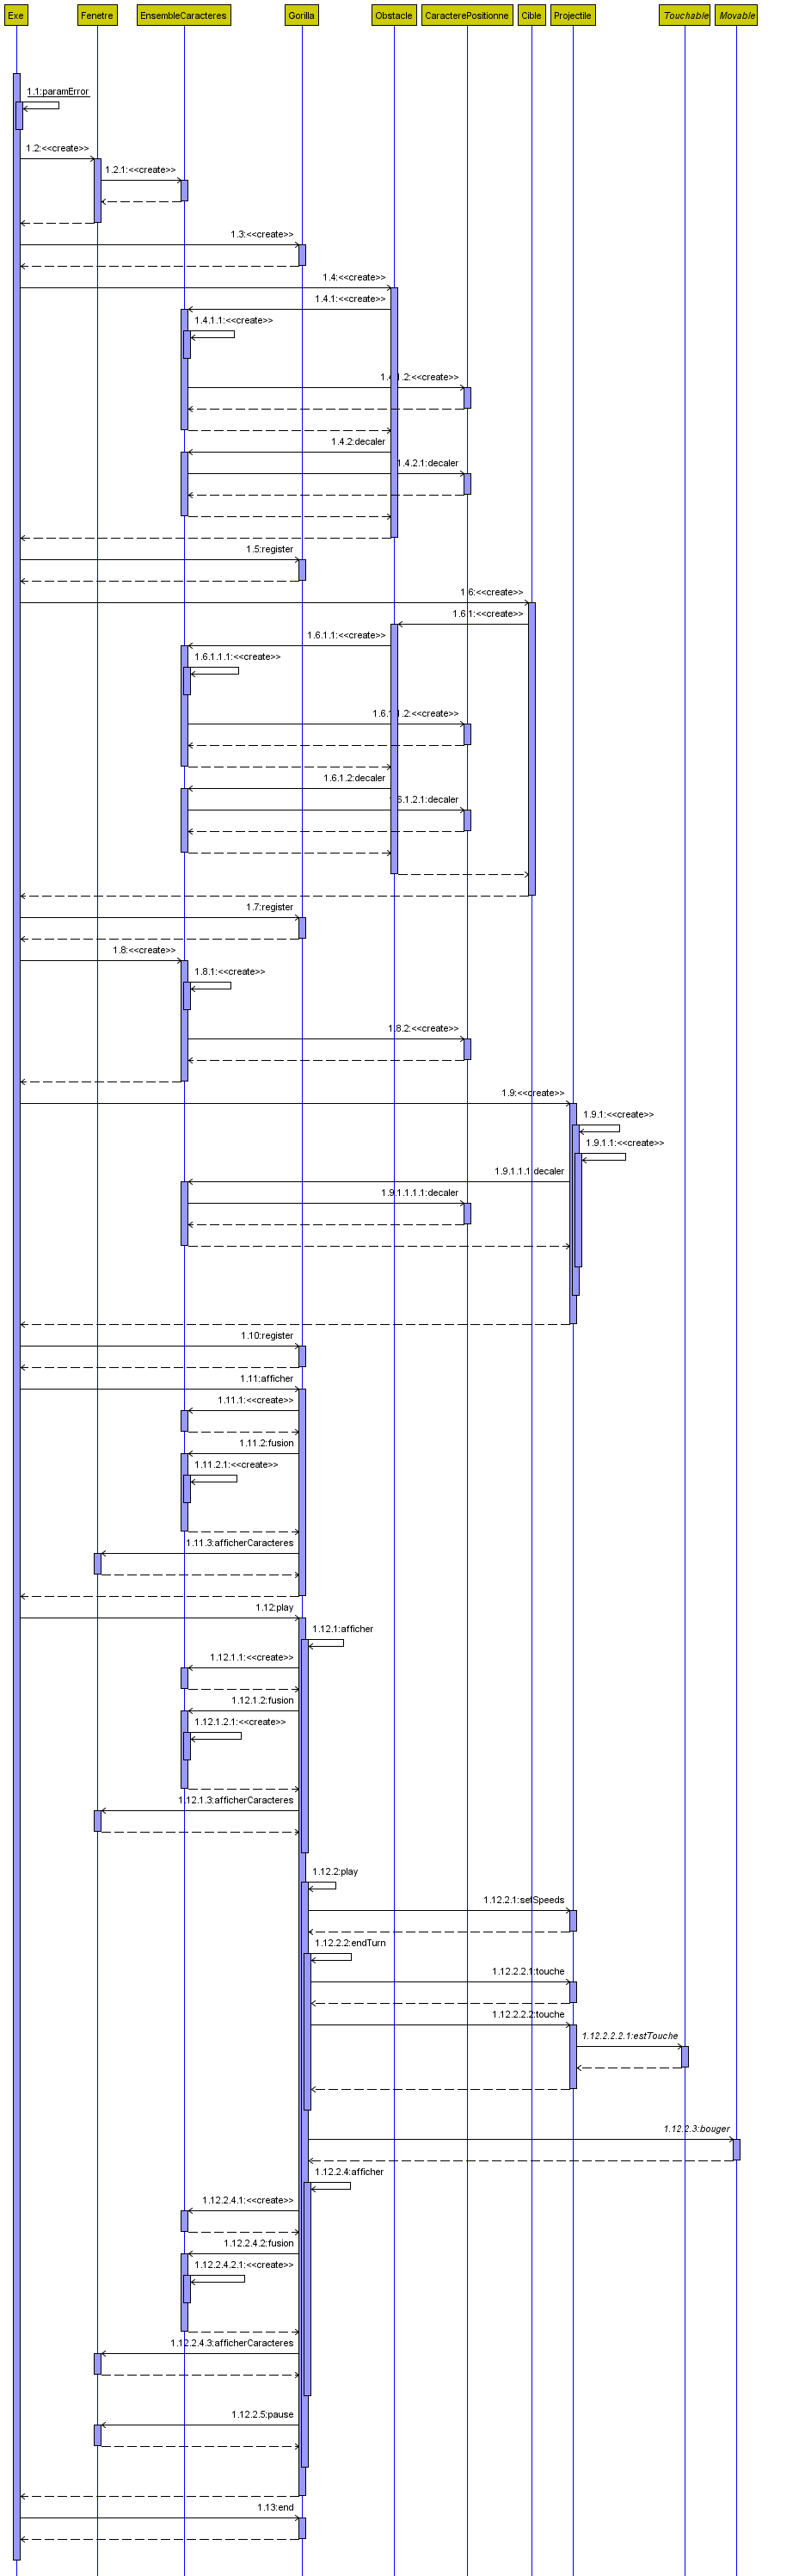 Exe Fenetre EnsembleCaracteres Gorilla Obstacle CaracterePositionne Cible Projectile Touchable Movable
1.1:paramError
1.2:<<create>>
1.2.1:<<create>>
1.3:<<create>>
1.4:<<create>>
1.4.1:<<create>>
1.4.1.1:<<create>>
1.4.1.2:<<create>>
1.4.2:decaler
1.4.2.1:decaler
1.5:register
1.6:<<create>>
1.6.1:<<create>>
1.6.1.1:<<create>>
1.6.1.1.1:<<create>>
1.6.1.1.2:<<create>>
1.6.1.2:decaler
1.6.1.2.1:decaler
1.7:register
1.8:<<create>>
1.8.1:<<create>>
1.8.2:<<create>>
1.9:<<create>>
1.9.1:<<create>>
1.9.1.1:<<create>>
1.9.1.1.1:decaler
1.9.1.1.1.1:decaler
1.10:register
1.11:afficher
1.11.1:<<create>>
1.11.2:fusion
1.11.2.1:<<create>>
1.11.3:afficherCaracteres
1.12:play
1.12.1:afficher
1.12.1.1:<<create>>
1.12.1.2:fusion
1.12.1.2.1:<<create>>
1.12.1.3:afficherCaracteres
1.12.2:play
1.12.2.1:setSpeeds
1.12.2.2:endTurn
1.12.2.2.1:touche
1.12.2.2.2:touche
1.12.2.2.2.1:estTouche
1.12.2.3:bouger
1.12.2.4:afficher
1.12.2.4.1:<<create>>
1.12.2.4.2:fusion
1.12.2.4.2.1:<<create>>
1.12.2.4.3:afficherCaracteres
1.12.2.5:pause
1.13:end